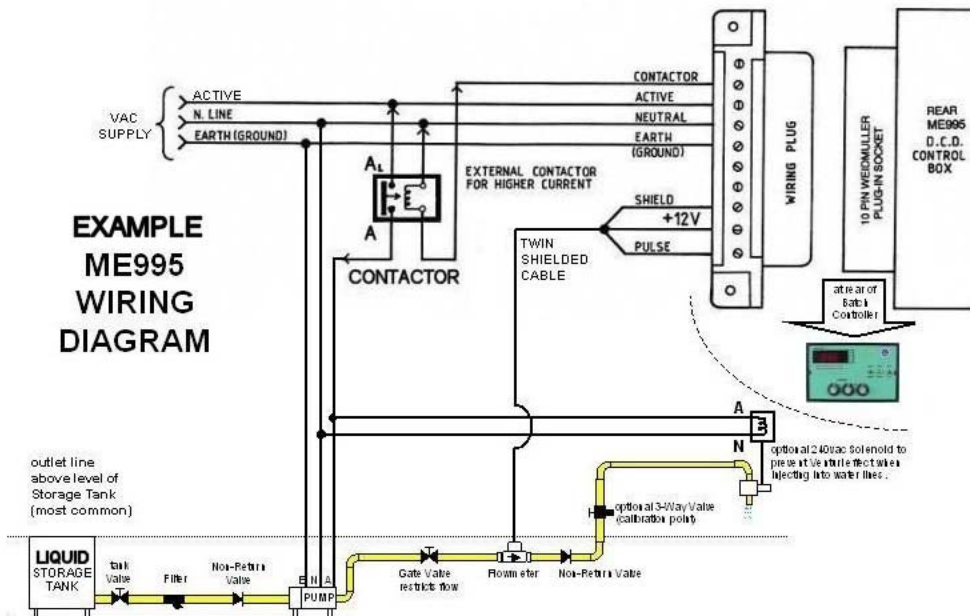 ACTIVE
N. LINE
EARTH (GROUND)
VAC
SUPPLY
CONTACTOR
ACTIVE
NEUTRAL
EARTH
(GROUND)
SHIELD
+12V
PULSE
WIRING PLUG
10 PIN WEIDMULLER
PLUG-IN SOCKET
REAR
ME995
D.C.D.
CONTROL
BOX
A1
A
EXTERNAL CONTACTOR
FOR HIGHER CURRENT
CONTACTOR
TWIN
SHIELDED
CABLE
EXAMPLE
ME995
WIRING
DIAGRAM
at rear of
Batch
Controller
A
N
optional 240vac Solenoid to
prevent Venturi effect when
injecting into water lines.
outlet line
above level of
Storage Tank
(most common)
optional 3-Way Valve
(calibration point)
LIQUID
STORAGE
TANK
tank
Valve
Filter
Non-Return
Valve
E N A
PUMP
Gate Valve
restricts flow
Flowmeter
Non-Return Valve